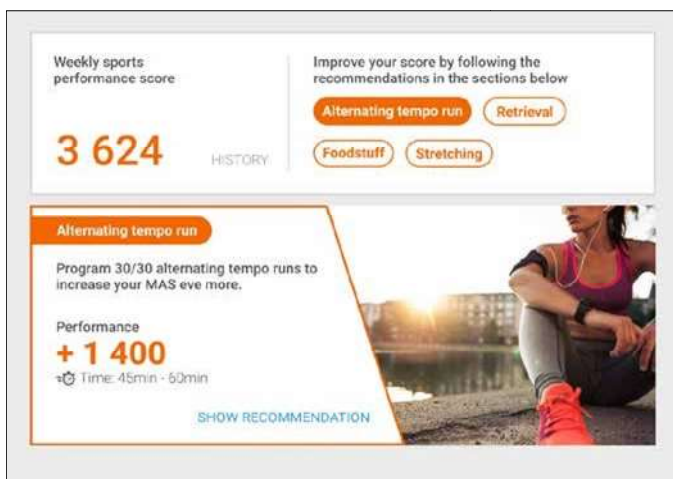 Weekly sports
performance score
3 624
HISTORY
Improve your score by following the
recommendations in the sections below
Alternating tempo run
Retrieval
Foodstuff
Stretching
Alternating tempo run
Program 30/30 alternating tempo runs to
increase your MAS eve more.
Performance
+ 1 400
Time: 45min - 60min
SHOW RECOMMENDATION